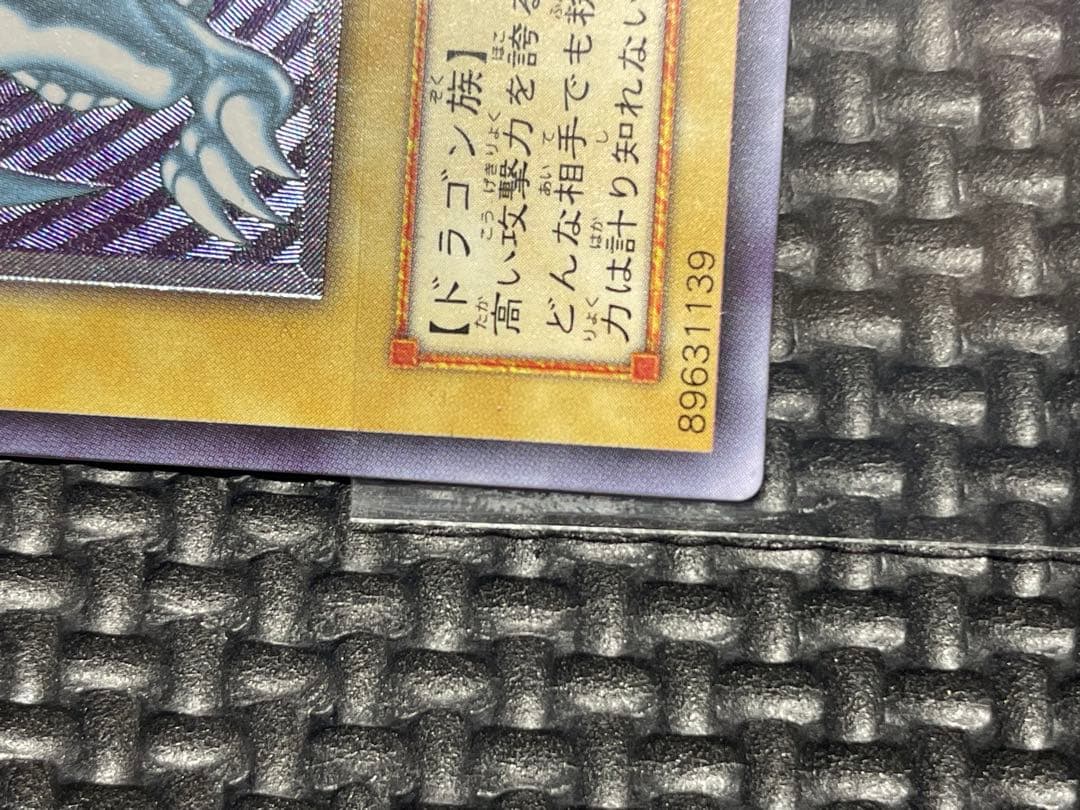 【ドラゴン族】
高い攻撃力を誇る
どんな相手でも粉
力は計り知れない
89631139